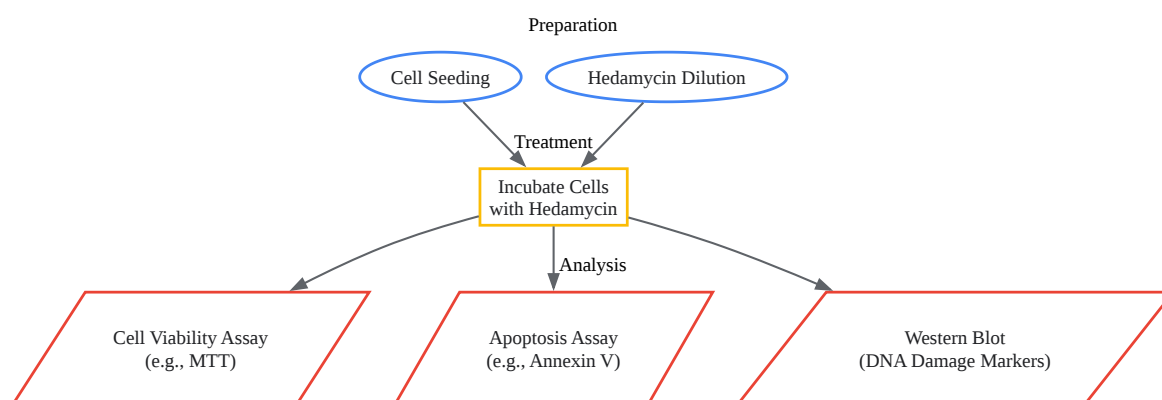 Preparation
Cell Seeding
Hedamycin Dilution
Treatment
Incubate Cells
with Hedamycin
Analysis
Cell Viability Assay
(e.g., MTT)
Apoptosis Assay
(e.g., Annexin V)
Western Blot
(DNA Damage Markers)